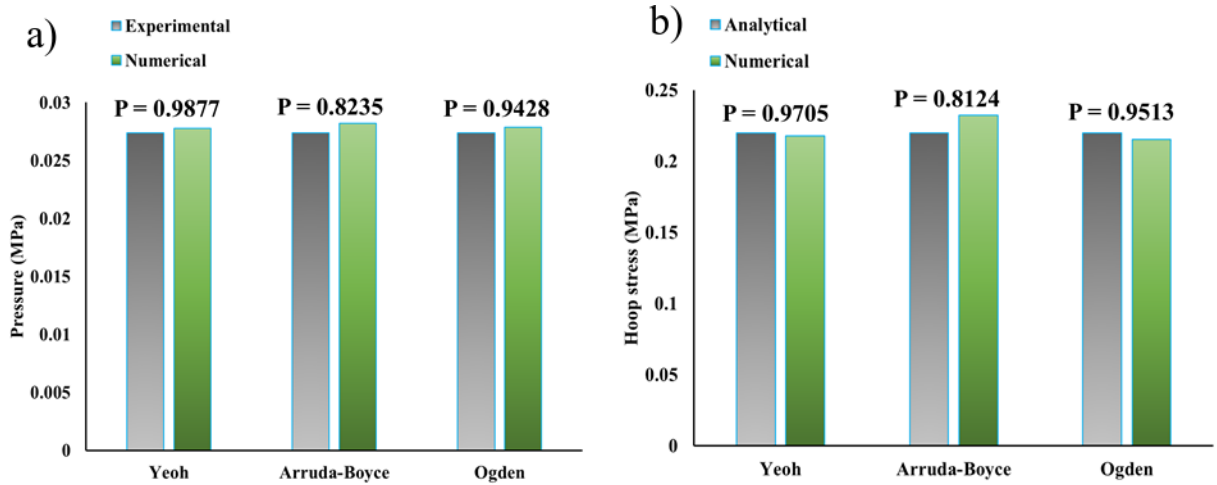 a)
Experimental
Numerical
P = 0.9877
P = 0.8235
P = 0.9428
0.03
0.025
0.02
0.015
0.01
0.005
0
Pressure (MPa)
Yeoh
Arruda-Boyce
Ogden
b)
Analytical
Numerical
P = 0.9705
P = 0.8124
P = 0.9513
0.25
0.2
0.15
0.1
0.05
0
Hoop stress (MPa)
Yeoh
Arruda-Boyce
Ogden